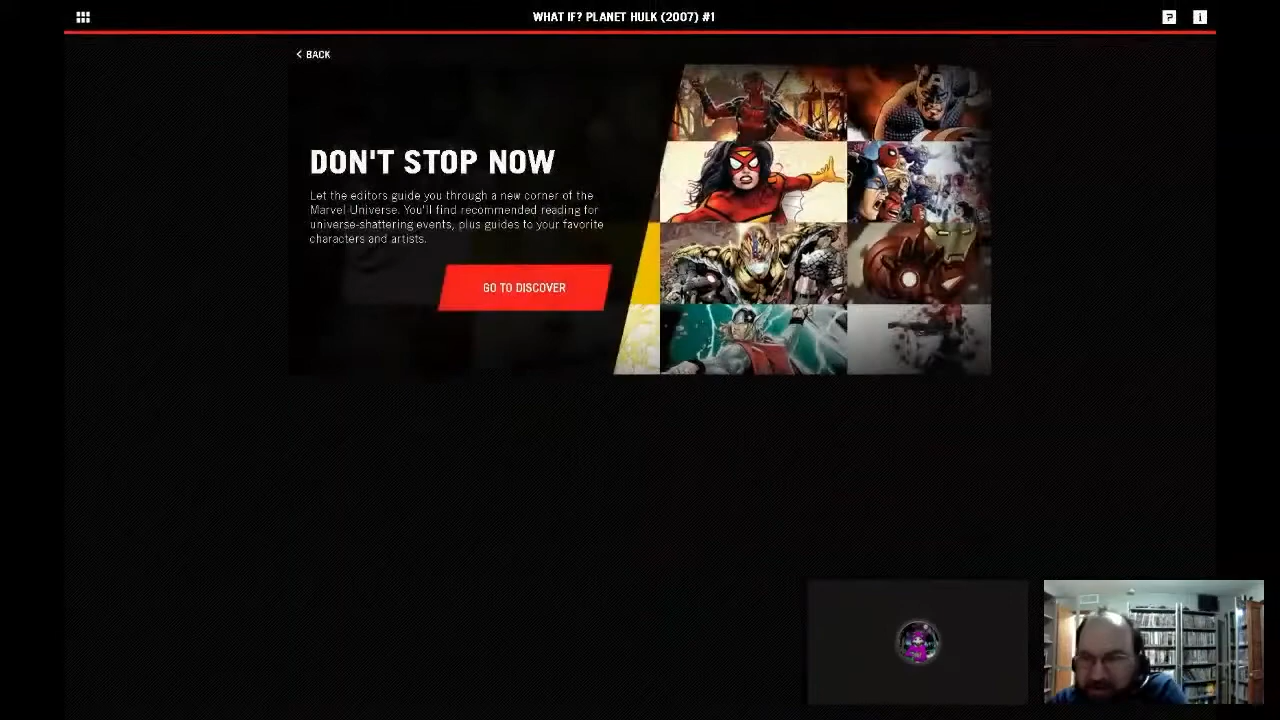 WHAT IF? PLANET HULK (2007) #1
? i
< BACK
DON'T STOP NOW
Let the editors guide you through a new corner of the
Marvel Universe. You'll find recommended reading for
universe-shattering events, plus guides to your favorite
characters and artists.
GO TO DISCOVER